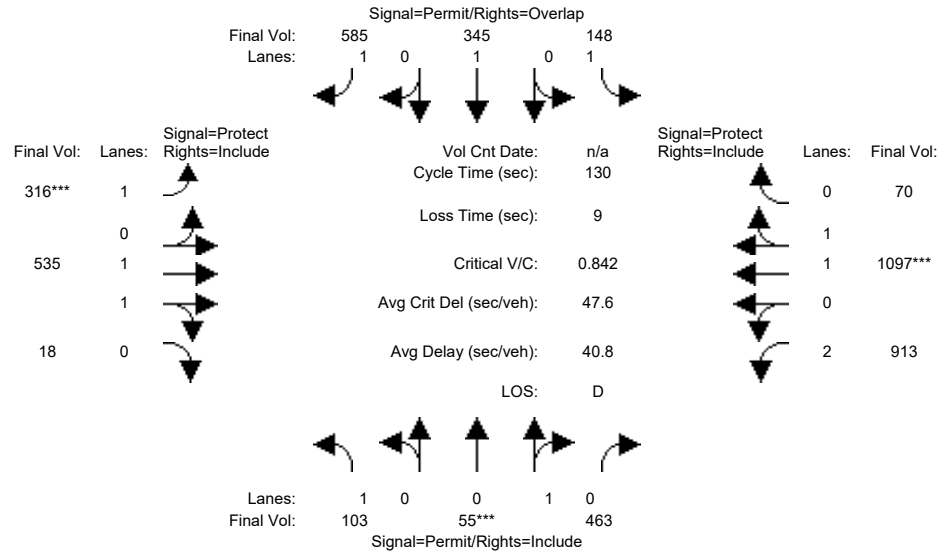 Signal=Permit/Rights=Overlap
Final Vol: 585 345 148
Lanes: 1 0 1 0 1
Signal=Protect
Final Vol: Lanes: Rights=Include
Vol Cnt Date: n/a
Signal=Protect
Rights=Include Lanes: Final Vol:
Cycle Time (sec): 130
316*** 1
0 70
Loss Time (sec): 9
0
1
535 1
Critical V/C: 0.842
1 1097***
1
Avg Crit Del (sec/veh): 47.6
0
18 0
Avg Delay (sec/veh): 40.8
2 913
LOS: D
Lanes: 1 0 0 1 0
Final Vol: 103 55*** 463
Signal=Permit/Rights=Include